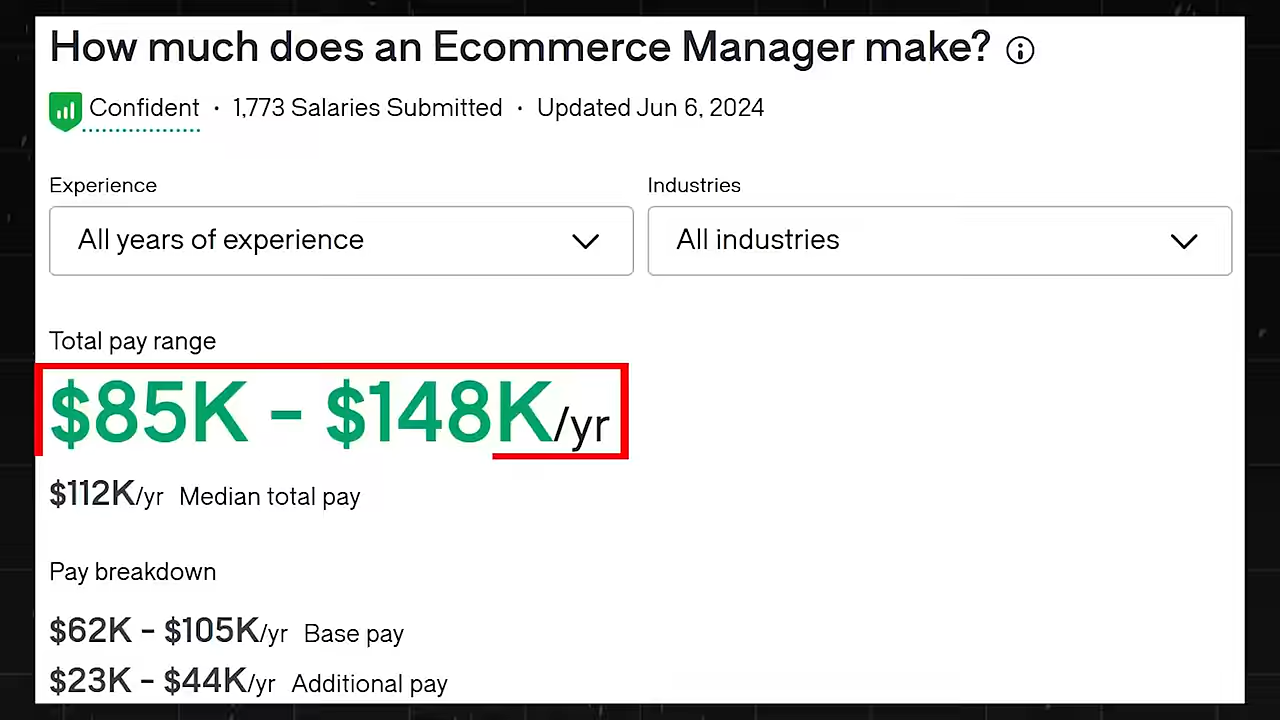 How much does an Ecommerce Manager make?
Confident · 1,773 Salaries Submitted · Updated Jun 6, 2024
Experience
Industries
All years of experience
All industries
Total pay range
$85K - $148K/yr
$112K/yr Median total pay
Pay breakdown
$62K - $105K/yr Base pay
$23K - $44K/yr Additional pay